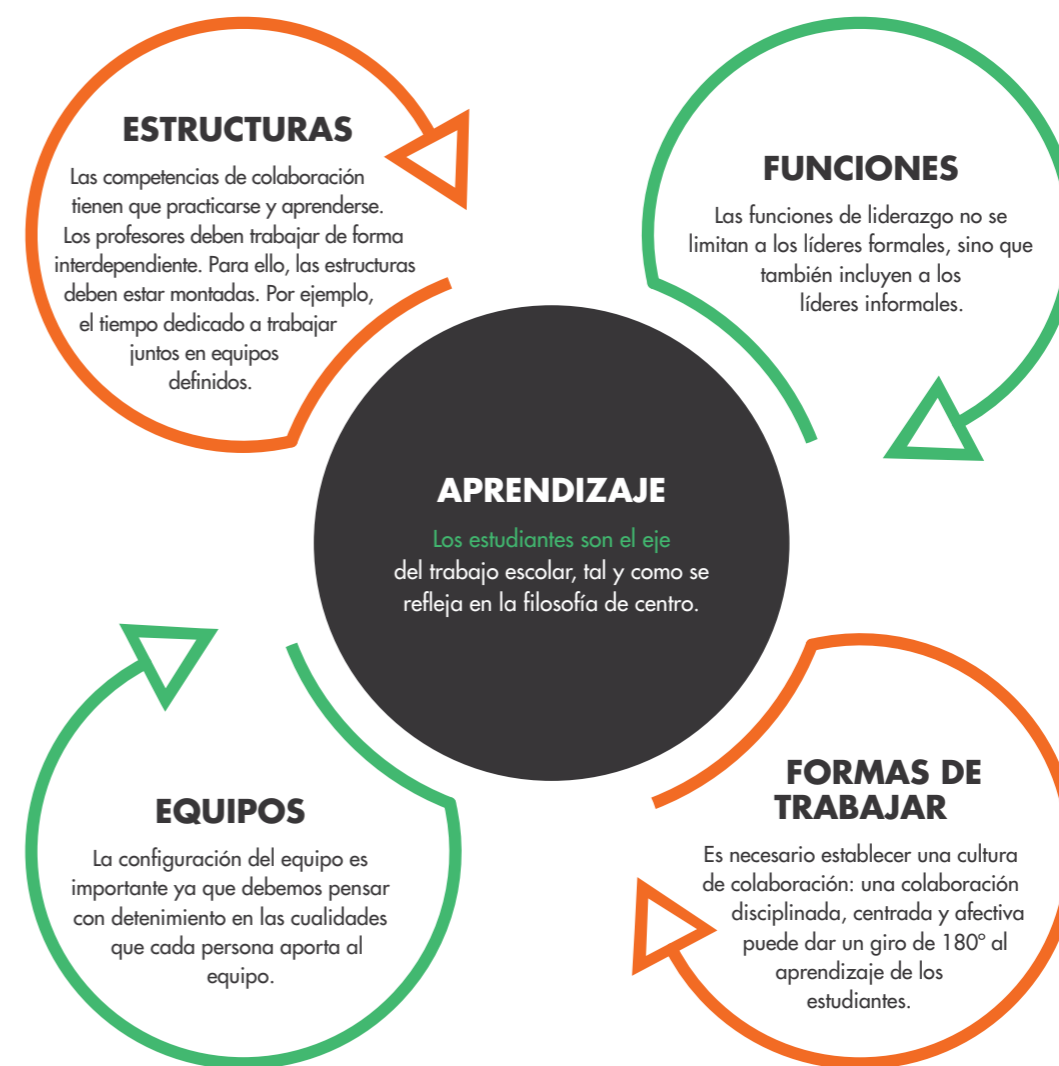 ESTRUCTURAS
Las competencias de colaboración
tienen que practicarse y aprenderse.
Los profesores deben trabajar de forma
interdependiente. Para ello, las estructuras
deben estar montadas. Por ejemplo,
el tiempo dedicado a trabajar
juntos en equipos
definidos.
FUNCIONES
Las funciones de liderazgo no se
limitan a los líderes formales, sino que
también incluyen a los
líderes informales.
APRENDIZAJE
Los estudiantes son el eje
del trabajo escolar, tal y como se
refleja en la filosofía de centro.
EQUIPOS
La configuración del equipo es
importante ya que debemos pensar
con detenimiento en las cualidades
que cada persona aporta al
equipo.
FORMAS DE
TRABAJAR
Es necesario establecer una cultura
de colaboración: una colaboración
disciplinada, centrada y afectiva
puede dar un giro de 180º al
aprendizaje de los
estudiantes.